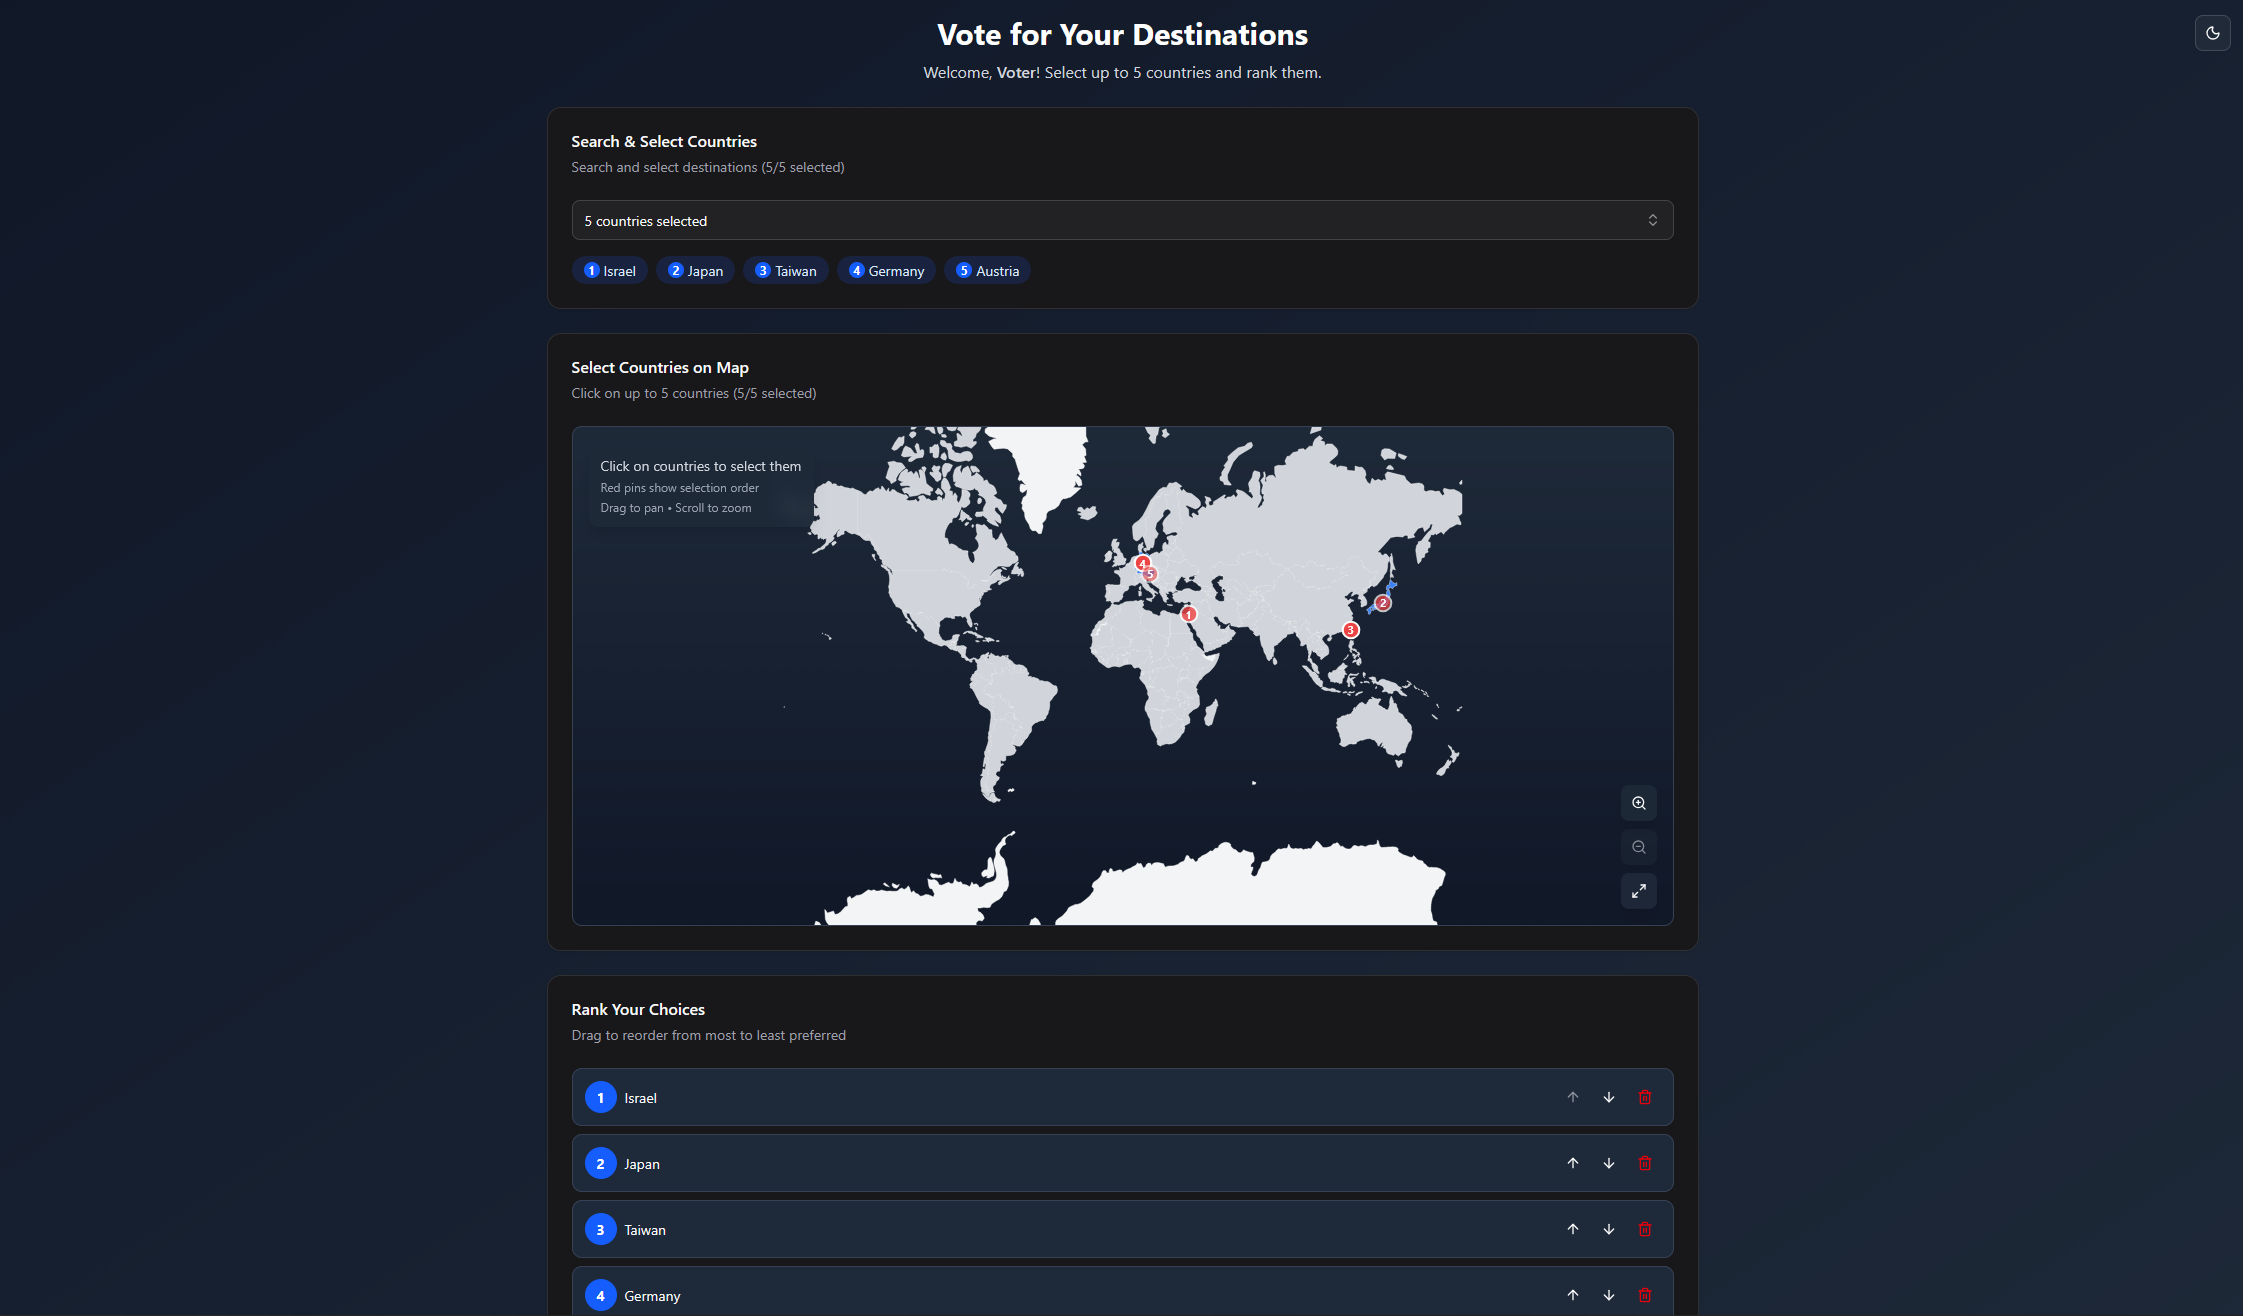 Vote for Your Destinations
Welcome, Voter! Select up to 5 countries and rank them.
Search & Select Countries
Search and select destinations (5/5 selected)
5 countries selected
1 Israel
2 Japan
3 Taiwan
4 Germany
5 Austria
Select Countries on Map
Click on up to 5 countries (5/5 selected)
Click on countries to select them
Red pins show selection order
Drag to pan • Scroll to zoom
4
5
1
2
3
Rank Your Choices
Drag to reorder from most to least preferred
1 Israel
2 Japan
3 Taiwan
4 Germany